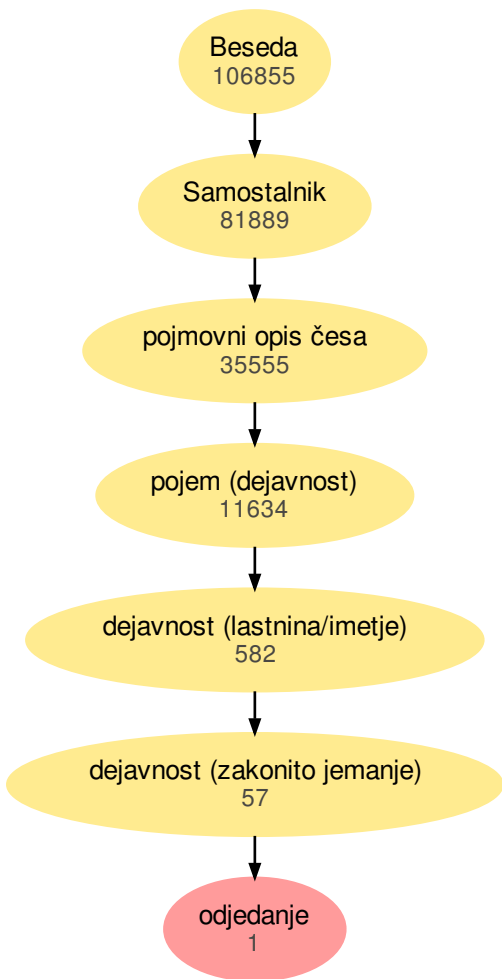 Beseda
106855
Samostalnik
81889
pojmovni opis česa
35555
pojem (dejavnost)
11634
dejavnost (lastnina/imetje)
582
dejavnost (zakonito jemanje)
57
odjedanje
1